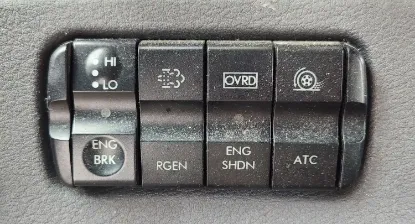 HI
LO
ENG
BRK
RGEN
OVRD
ENG
SHDN
ATC